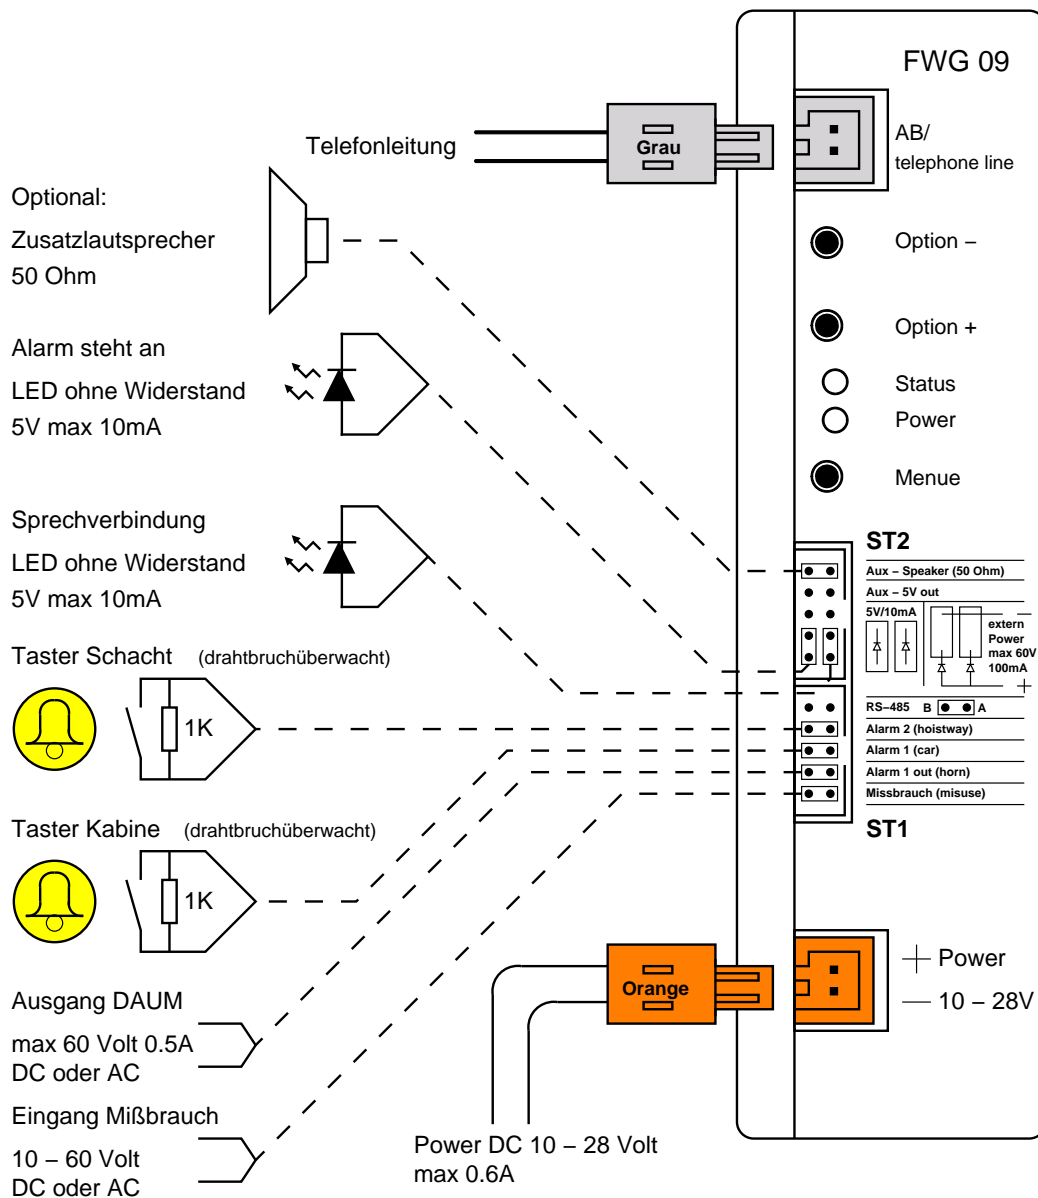 FWG 09
Telefonleitung
Grau
AB/
telephone line
Optional:
Zusatzlautsprecher
50 Ohm
Option –
Option +
Alarm steht an
LED ohne Widerstand
5V max 10mA
Status
Power
Menue
Sprechverbindung
LED ohne Widerstand
5V max 10mA
ST2
Aux – Speaker (50 Ohm)
Aux – 5V out
5V/10mA
extern
Power
max 60V
100mA
RS–485 B A
Alarm 2 (hoistway)
Alarm 1 (car)
Alarm 1 out (horn)
Missbrauch (misuse)
ST1
Taster Schacht (drahtbruchüberwacht)
1K
Taster Kabine (drahtbruchüberwacht)
1K
Orange
+ Power
— 10 – 28V
Ausgang DAUM
max 60 Volt 0.5A
DC oder AC
Eingang Mißbrauch
10 – 60 Volt
DC oder AC
Power DC 10 – 28 Volt
max 0.6A